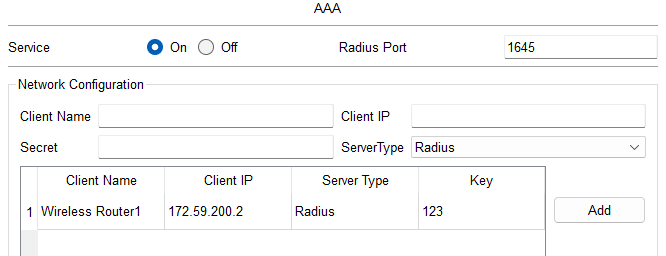 AAA
Service On Off Radius Port 1645
Network Configuration
Client Name Client IP
Secret ServerType Radius
Client Name Client IP Server Type Key
1 Wireless Router1 172.59.200.2 Radius 123 Add